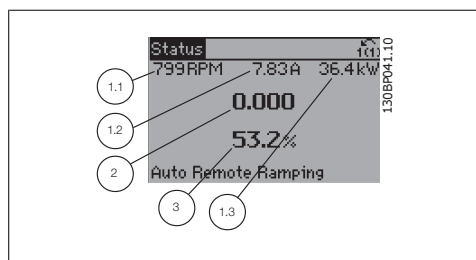 Status
1(1)
799RPM 7.83A 36.4kW
0.000
53.2%
Auto Remote Ramping
1.1
1.2
2
3
1.3
130BP041.10